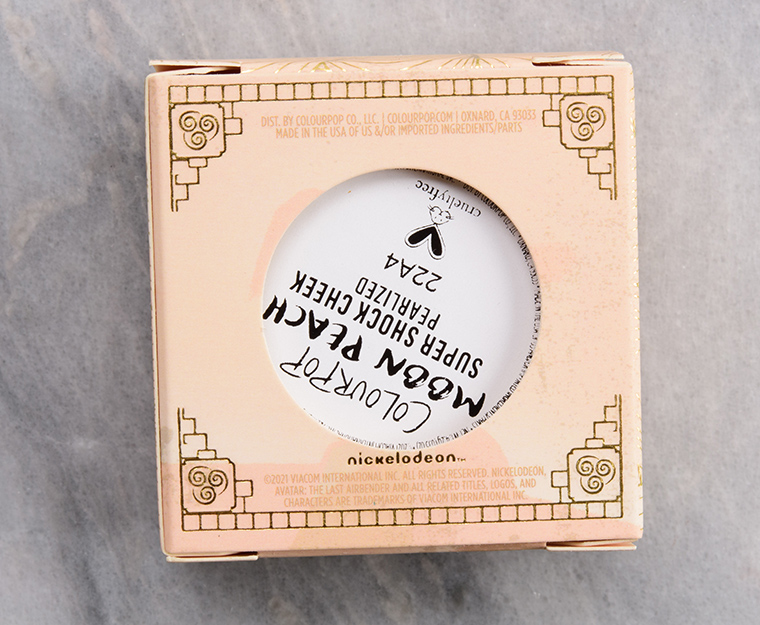 DIST. BY COLOURPOP CO., LLC. | COLOURPOP.COM | OXNARD, CA 93033
MADE IN THE USA OF US &/OR IMPORTED INGREDIENTS/PARTS
COLOURPOP
MOON PEACH
SUPER SHOCK CHEEK
PEARLIZED
22A4
crueltyfree
nickelodeon™
©2021 VIACOM INTERNATIONAL INC. ALL RIGHTS RESERVED. NICKELODEON,
AVATAR: THE LAST AIRBENDER AND ALL RELATED TITLES, LOGOS, AND
CHARACTERS ARE TRADEMARKS OF VIACOM INTERNATIONAL INC.